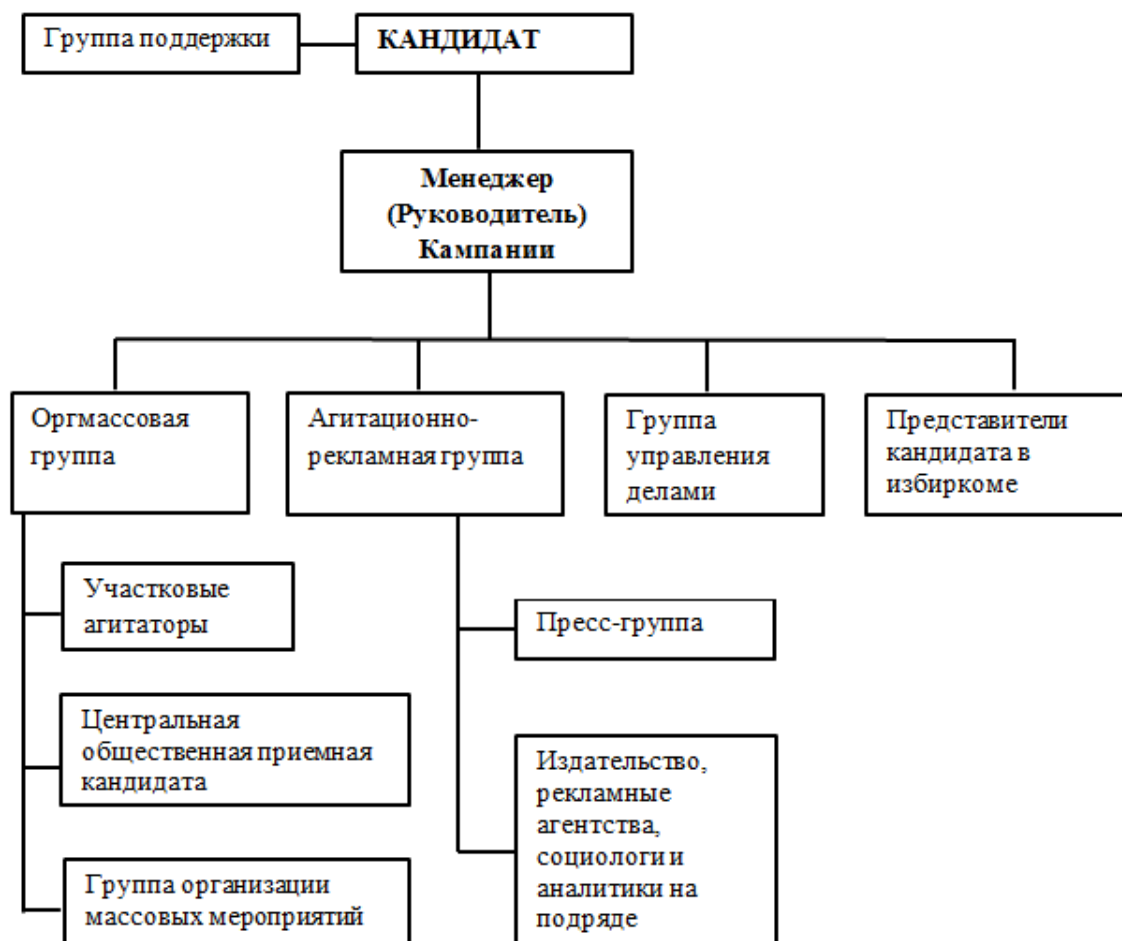 Группа поддержки
КАНДИДАТ
Менеджер
(Руководитель)
Кампании
Оргмассовая
группа
Агитационно-
рекламная группа
Группа
управления
делами
Представители
кандидата в
избиркоме
Участковые
агитаторы
Центральная
общественная приемная
кандидата
Группа организации
массовых мероприятий
Пресс-группа
Издательство,
рекламные
агентства,
социологи и
аналитики на
подряде